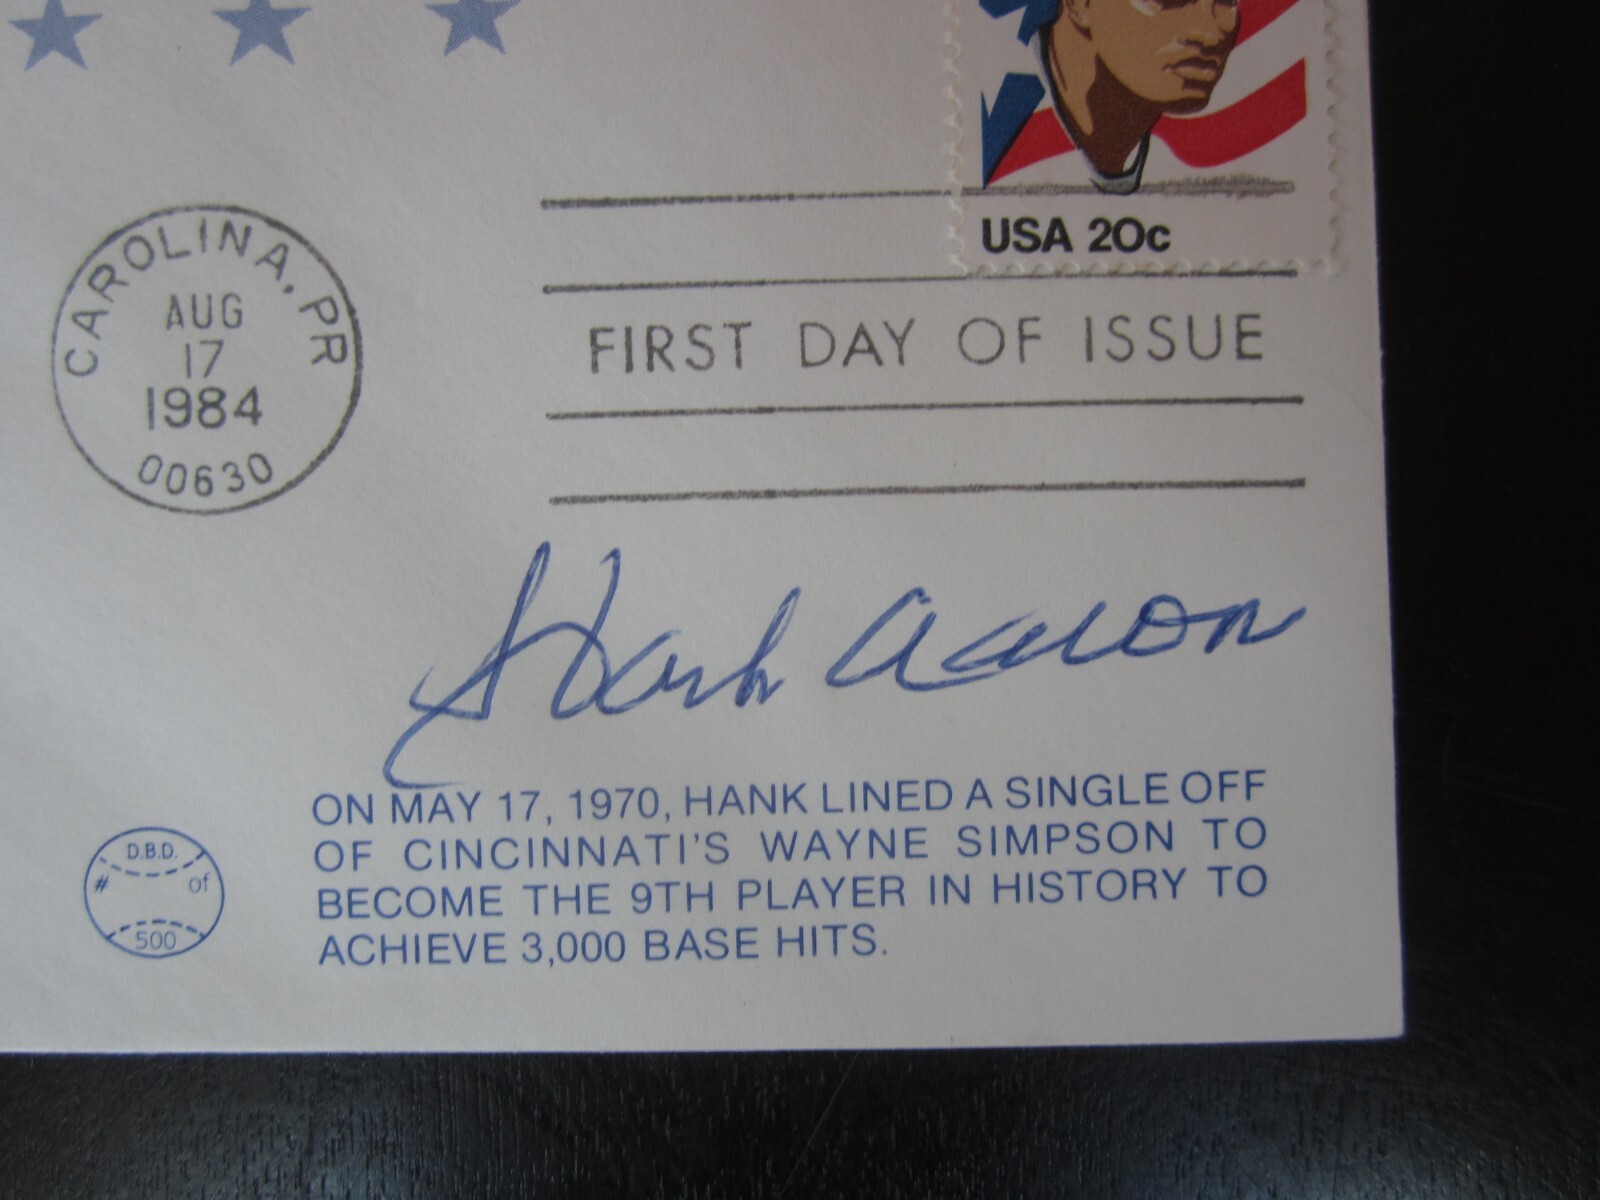 USA 20c
CAROLINA, PR
AUG
17
1984
00630
FIRST DAY OF ISSUE
Hank Aaron
ON MAY 17, 1970, HANK LINED A SINGLE OFF
OF CINCINNATI'S WAYNE SIMPSON TO
BECOME THE 9TH PLAYER IN HISTORY TO
ACHIEVE 3,000 BASE HITS.
D.B.D.
# of
500